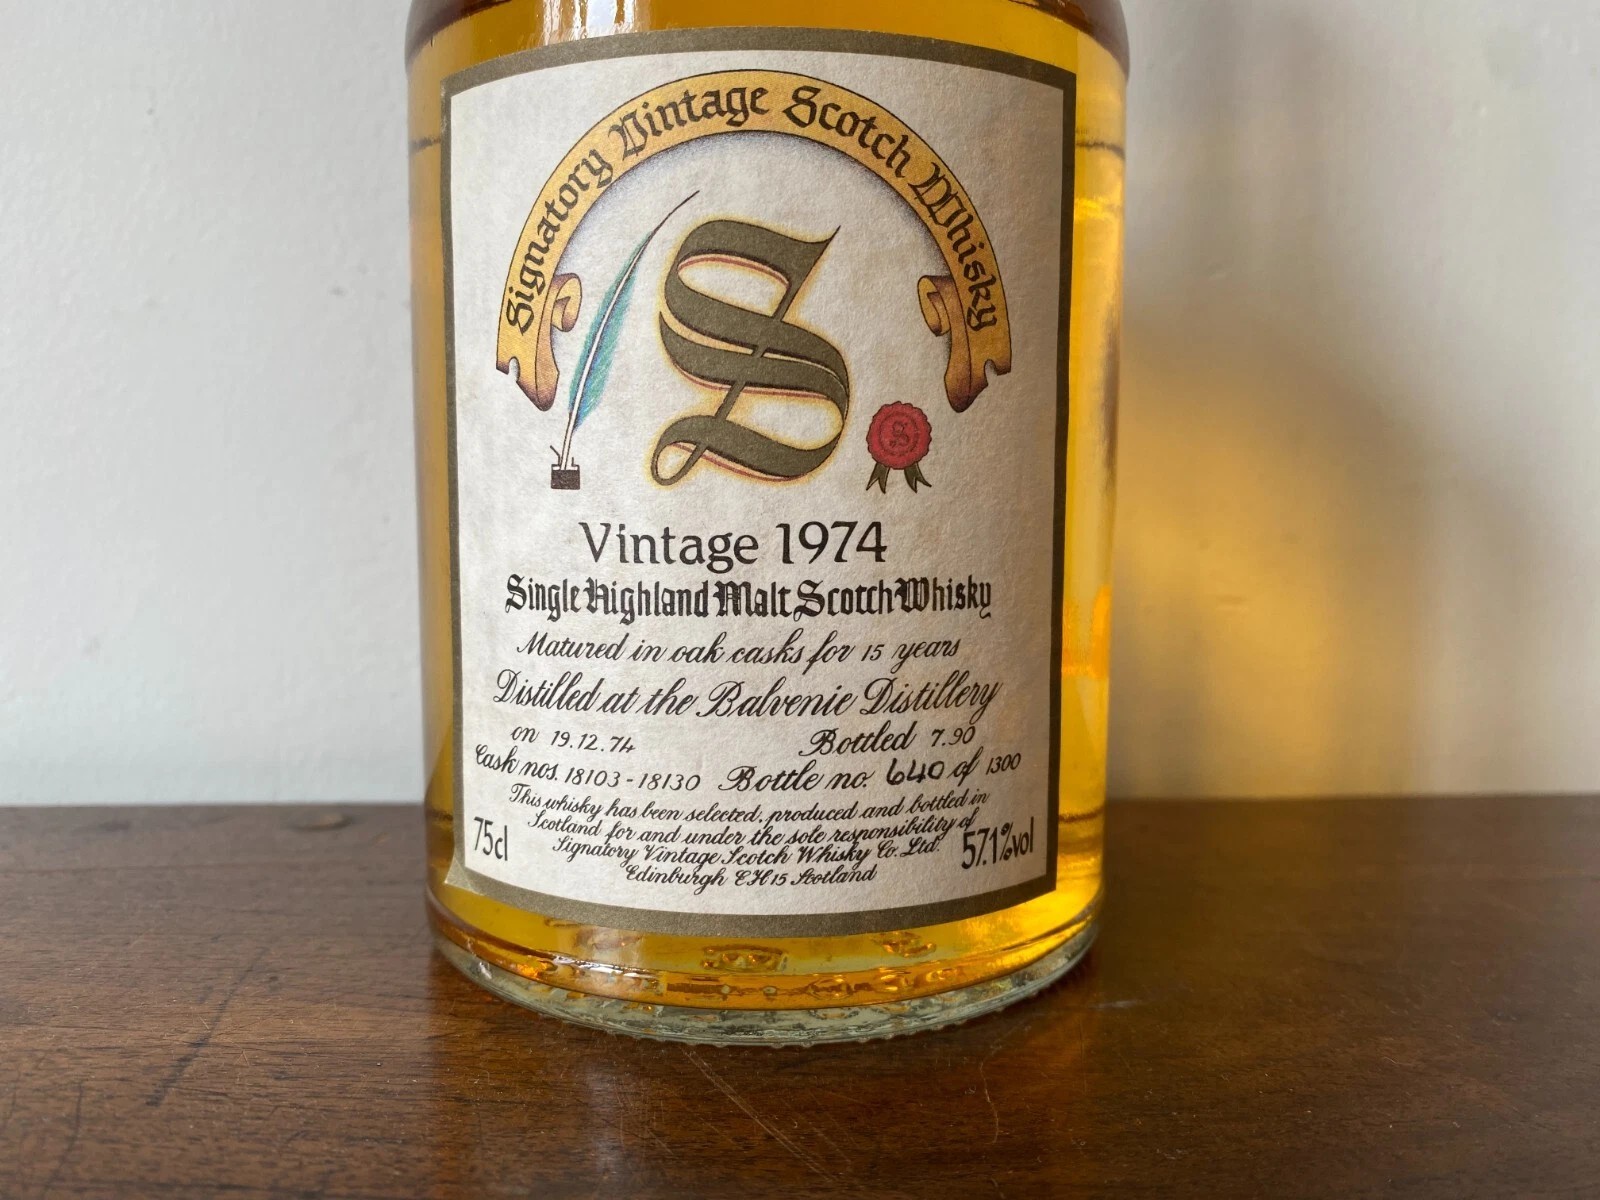 Signatory Vintage Scotch Whisky
S
S
Vintage 1974
Single Highland Malt Scotch Whisky
Matured in oak casks for 15 years
Distilled at the Balvenie Distillery
on 19.12.74 Bottled 7.90
Cask nos. 18103-18130 Bottle no. 640 of 1300
This whisky has been selected, produced and bottled in
Scotland for and under the sole responsibility of
75cl Signatory Vintage Scotch Whisky Co. Ltd. 57.1%vol
Edinburgh EH15 Scotland